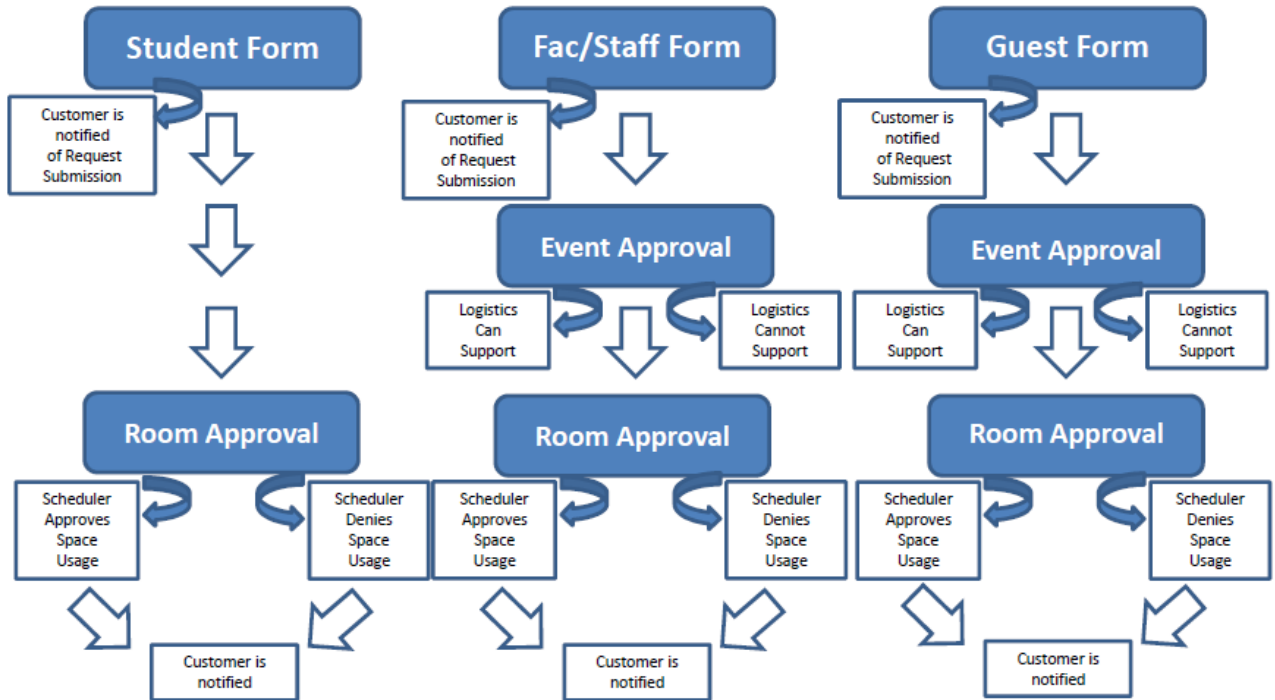 Student Form
Fac/Staff Form
Guest Form
Customer is
notified
of Request
Submission
Customer is
notified
of Request
Submission
Customer is
notified
of Request
Submission
Event Approval
Event Approval
Logistics
Can
Support
Logistics
Cannot
Support
Logistics
Can
Support
Logistics
Cannot
Support
Room Approval
Room Approval
Room Approval
Scheduler
Approves
Space
Usage
Scheduler
Denies
Space
Usage
Scheduler
Approves
Space
Usage
Scheduler
Denies
Space
Usage
Scheduler
Approves
Space
Usage
Scheduler
Denies
Space
Usage
Customer is
notified
Customer is
notified
Customer is
notified